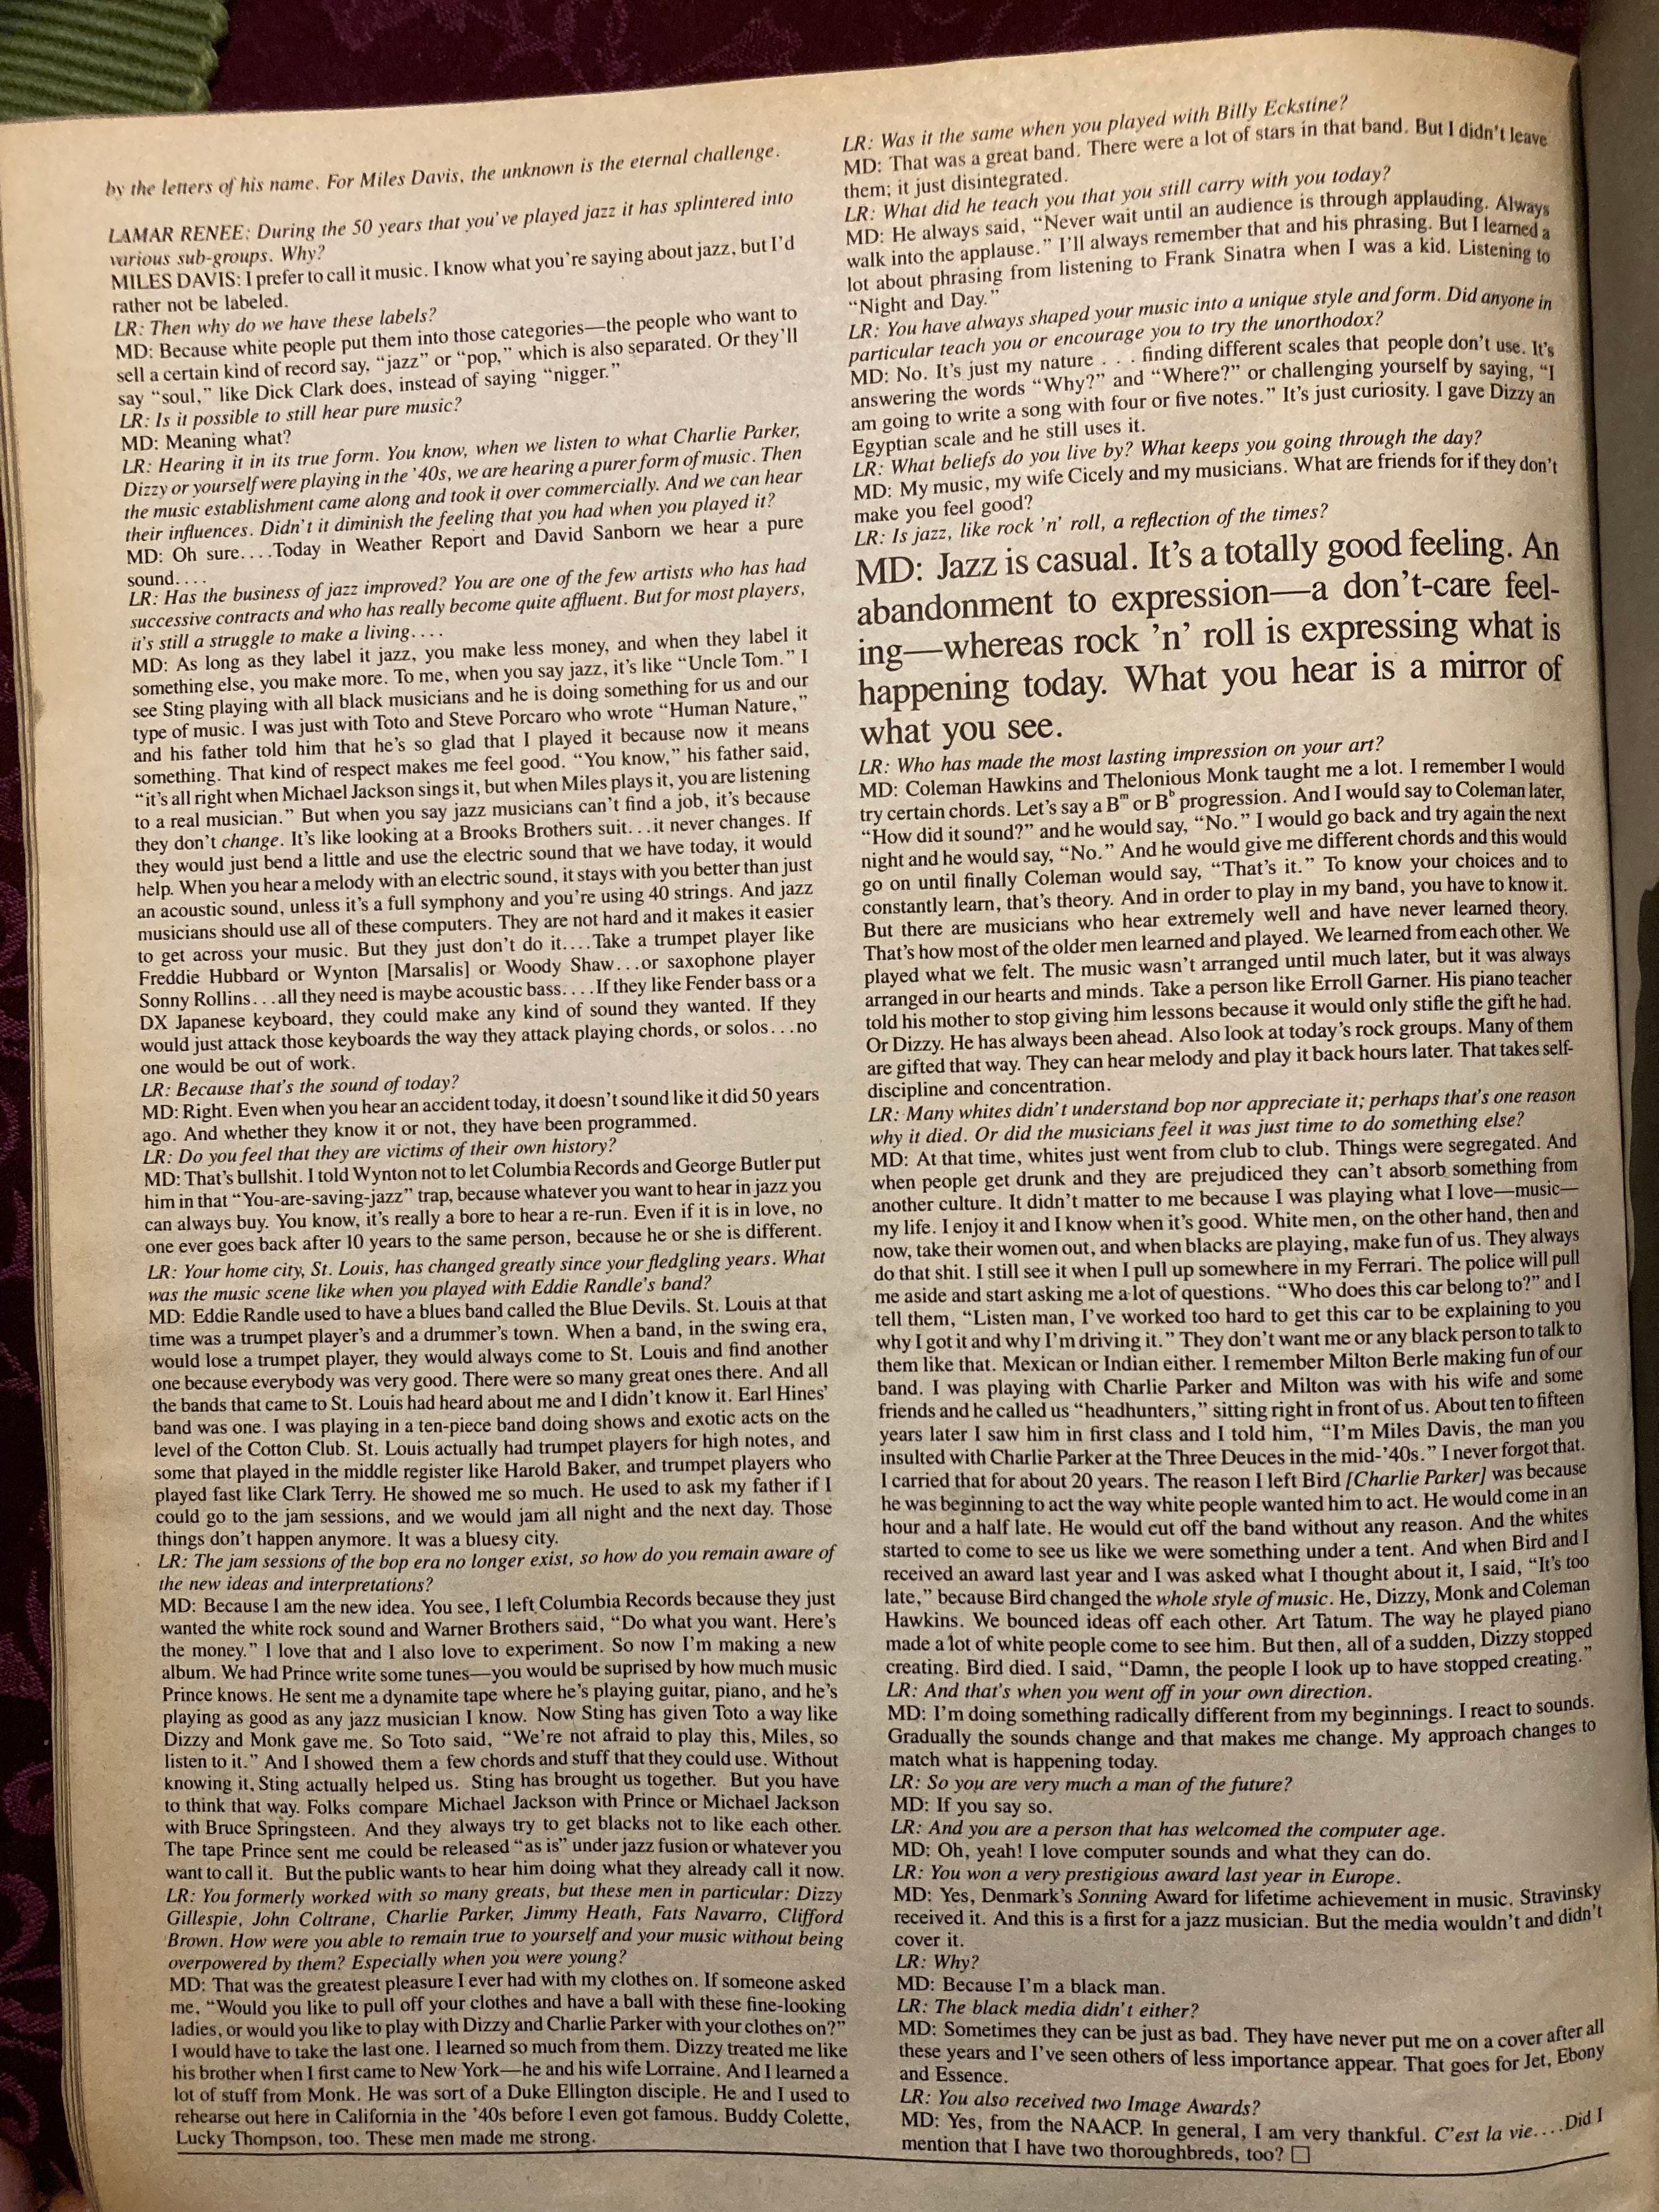 by the letters of his name. For Miles Davis, the unknown is the eternal challenge.
LAMAR RENEE: During the 50 years that you've played jazz it has splintered into
various sub-groups. Why?
MILES DAVIS: I prefer to call it music. I know what you're saying about jazz, but I'd
rather not be labeled.
LR: Then why do we have these labels?
MD: Because white people put them into those categories—the people who want to
sell a certain kind of record say, “jazz” or “pop,” which is also separated. Or they'll
say “soul,” like Dick Clark does, instead of saying “nigger.”
LR: Is it possible to still hear pure music?
MD: Meaning what?
LR: Hearing it in its true form. You know, when we listen to what Charlie Parker,
Dizzy or yourself were playing in the '40s, we are hearing a purer form of music. Then
the music establishment came along and took it over commercially. And we can hear
their influences. Didn't it diminish the feeling that you had when you played it?
MD: Oh sure....Today in Weather Report and David Sanborn we hear a pure
sound....
LR: Has the business of jazz improved? You are one of the few artists who has had
successive contracts and who has really become quite affluent. But for most players,
it's still a struggle to make a living....
MD: As long as they label it jazz, you make less money, and when they label it
something else, you make more. To me, when you say jazz, it's like “Uncle Tom.” I
see Sting playing with all black musicians and he is doing something for us and our
type of music. I was just with Toto and Steve Porcaro who wrote “Human Nature,”
and his father told him that he's so glad that I played it because now it means
something. That kind of respect makes me feel good. “You know,” his father said,
“it's all right when Michael Jackson sings it, but when Miles plays it, you are listening
to a real musician.” But when you say jazz musicians can't find a job, it's because
they don't change. It's like looking at a Brooks Brothers suit...it never changes. If
they would just bend a little and use the electric sound that we have today, it would
help. When you hear a melody with an electric sound, it stays with you better than just
an acoustic sound, unless it's a full symphony and you're using 40 strings. And jazz
musicians should use all of these computers. They are not hard and it makes it easier
to get across your music. But they just don't do it....Take a trumpet player like
Freddie Hubbard or Wynton [Marsalis] or Woody Shaw...or saxophone player
Sonny Rollins...all they need is maybe acoustic bass....If they like Fender bass or a
DX Japanese keyboard, they could make any kind of sound they wanted. If they
would just attack those keyboards the way they attack playing chords, or solos...no
one would be out of work.
LR: Because that's the sound of today?
MD: Right. Even when you hear an accident today, it doesn't sound like it did 50 years
ago. And whether they know it or not, they have been programmed.
LR: Do you feel that they are victims of their own history?
MD: That's bullshit. I told Wynton not to let Columbia Records and George Butler put
him in that “You-are-saving-jazz” trap, because whatever you want to hear in jazz you
can always buy. You know, it's really a bore to hear a re-run. Even if it is in love, no
one ever goes back after 10 years to the same person, because he or she is different.
LR: Your home city, St. Louis, has changed greatly since your fledgling years. What
was the music scene like when you played with Eddie Randle's band?
MD: Eddie Randle used to have a blues band called the Blue Devils. St. Louis at that
time was a trumpet player's and a drummer's town. When a band, in the swing era,
would lose a trumpet player, they would always come to St. Louis and find another
one because everybody was very good. There were so many great ones there. And all
the bands that came to St. Louis had heard about me and I didn't know it. Earl Hines'
band was one. I was playing in a ten-piece band doing shows and exotic acts on the
level of the Cotton Club. St. Louis actually had trumpet players for high notes, and
some that played in the middle register like Harold Baker, and trumpet players who
played fast like Clark Terry. He showed me so much. He used to ask my father if I
could go to the jam sessions, and we would jam all night and the next day. Those
things don't happen anymore. It was a bluesy city.
LR: The jam sessions of the bop era no longer exist, so how do you remain aware of
the new ideas and interpretations?
MD: Because I am the new idea. You see, I left Columbia Records because they just
wanted the white rock sound and Warner Brothers said, “Do what you want. Here's
the money.” I love that and I also love to experiment. So now I'm making a new
album. We had Prince write some tunes—you would be suprised by how much music
Prince knows. He sent me a dynamite tape where he's playing guitar, piano, and he's
playing as good as any jazz musician I know. Now Sting has given Toto a way like
Dizzy and Monk gave me. So Toto said, “We're not afraid to play this, Miles, so
listen to it.” And I showed them a few chords and stuff that they could use. Without
knowing it, Sting actually helped us. Sting has brought us together. But you have
to think that way. Folks compare Michael Jackson with Prince or Michael Jackson
with Bruce Springsteen. And they always try to get blacks not to like each other.
The tape Prince sent me could be released “as is” under jazz fusion or whatever you
want to call it. But the public wants to hear him doing what they already call it now.
LR: You formerly worked with so many greats, but these men in particular: Dizzy
Gillespie, John Coltrane, Charlie Parker, Jimmy Heath, Fats Navarro, Clifford
Brown. How were you able to remain true to yourself and your music without being
overpowered by them? Especially when you were young?
MD: That was the greatest pleasure I ever had with my clothes on. If someone asked
me, “Would you like to pull off your clothes and have a ball with these fine-looking
ladies, or would you like to play with Dizzy and Charlie Parker with your clothes on?”
I would have to take the last one. I learned so much from them. Dizzy treated me like
his brother when I first came to New York—he and his wife Lorraine. And I learned a
lot of stuff from Monk. He was sort of a Duke Ellington disciple. He and I used to
rehearse out here in California in the '40s before I even got famous. Buddy Colette,
Lucky Thompson, too. These men made me strong.
LR: Was it the same when you played with Billy Eckstine?
MD: That was a great band. There were a lot of stars in that band. But I didn't leave
them; it just disintegrated.
LR: What did he teach you that you still carry with you today?
MD: He always said, “Never wait until an audience is through applauding. Always
walk into the applause.” I'll always remember that and his phrasing. But I learned a
lot about phrasing from listening to Frank Sinatra when I was a kid. Listening to
“Night and Day.”
LR: You have always shaped your music into a unique style and form. Did anyone in
particular teach you or encourage you to try the unorthodox?
MD: No. It's just my nature . . . finding different scales that people don't use. It's
answering the words “Why?” and “Where?” or challenging yourself by saying, “I
am going to write a song with four or five notes.” It's just curiosity. I gave Dizzy an
Egyptian scale and he still uses it.
LR: What beliefs do you live by? What keeps you going through the day?
MD: My music, my wife Cicely and my musicians. What are friends for if they don't
make you feel good?
LR: Is jazz, like rock 'n' roll, a reflection of the times?
MD: Jazz is casual. It's a totally good feeling. An
abandonment to expression—a don't-care feel-
ing—whereas rock 'n' roll is expressing what is
happening today. What you hear is a mirror of
what you see.
LR: Who has made the most lasting impression on your art?
MD: Coleman Hawkins and Thelonious Monk taught me a lot. I remember I would
try certain chords. Let's say a Bᵐ or Bᵇ progression. And I would say to Coleman later,
“How did it sound?” and he would say, “No.” I would go back and try again the next
night and he would say, “No.” And he would give me different chords and this would
go on until finally Coleman would say, “That's it.” To know your choices and to
constantly learn, that's theory. And in order to play in my band, you have to know it.
But there are musicians who hear extremely well and have never learned theory.
That's how most of the older men learned and played. We learned from each other. We
played what we felt. The music wasn't arranged until much later, but it was always
arranged in our hearts and minds. Take a person like Erroll Garner. His piano teacher
told his mother to stop giving him lessons because it would only stifle the gift he had.
Or Dizzy. He has always been ahead. Also look at today's rock groups. Many of them
are gifted that way. They can hear melody and play it back hours later. That takes self-
discipline and concentration.
LR: Many whites didn't understand bop nor appreciate it; perhaps that's one reason
why it died. Or did the musicians feel it was just time to do something else?
MD: At that time, whites just went from club to club. Things were segregated. And
when people get drunk and they are prejudiced they can't absorb something from
another culture. It didn't matter to me because I was playing what I love—music—
my life. I enjoy it and I know when it's good. White men, on the other hand, then and
now, take their women out, and when blacks are playing, make fun of us. They always
do that shit. I still see it when I pull up somewhere in my Ferrari. The police will pull
me aside and start asking me a lot of questions. “Who does this car belong to?” and I
tell them, “Listen man, I've worked too hard to get this car to be explaining to you
why I got it and why I'm driving it.” They don't want me or any black person to talk to
them like that. Mexican or Indian either. I remember Milton Berle making fun of our
band. I was playing with Charlie Parker and Milton was with his wife and some
friends and he called us “headhunters,” sitting right in front of us. About ten to fifteen
years later I saw him in first class and I told him, “I'm Miles Davis, the man you
insulted with Charlie Parker at the Three Deuces in the mid-'40s.” I never forgot that.
I carried that for about 20 years. The reason I left Bird [Charlie Parker] was because
he was beginning to act the way white people wanted him to act. He would come in an
hour and a half late. He would cut off the band without any reason. And the whites
started to come to see us like we were something under a tent. And when Bird and I
received an award last year and I was asked what I thought about it, I said, “It's too
late,” because Bird changed the whole style of music. He, Dizzy, Monk and Coleman
Hawkins. We bounced ideas off each other. Art Tatum. The way he played piano
made a lot of white people come to see him. But then, all of a sudden, Dizzy stopped
creating. Bird died. I said, “Damn, the people I look up to have stopped creating.”
LR: And that's when you went off in your own direction.
MD: I'm doing something radically different from my beginnings. I react to sounds.
Gradually the sounds change and that makes me change. My approach changes to
match what is happening today.
LR: So you are very much a man of the future?
MD: If you say so.
LR: And you are a person that has welcomed the computer age.
MD: Oh, yeah! I love computer sounds and what they can do.
LR: You won a very prestigious award last year in Europe.
MD: Yes, Denmark's Sonning Award for lifetime achievement in music. Stravinsky
received it. And this is a first for a jazz musician. But the media wouldn't and didn't
cover it.
LR: Why?
MD: Because I'm a black man.
LR: The black media didn't either?
MD: Sometimes they can be just as bad. They have never put me on a cover after all
these years and I've seen others of less importance appear. That goes for Jet, Ebony
and Essence.
LR: You also received two Image Awards?
MD: Yes, from the NAACP. In general, I am very thankful. C'est la vie....Did I
mention that I have two thoroughbreds, too? □